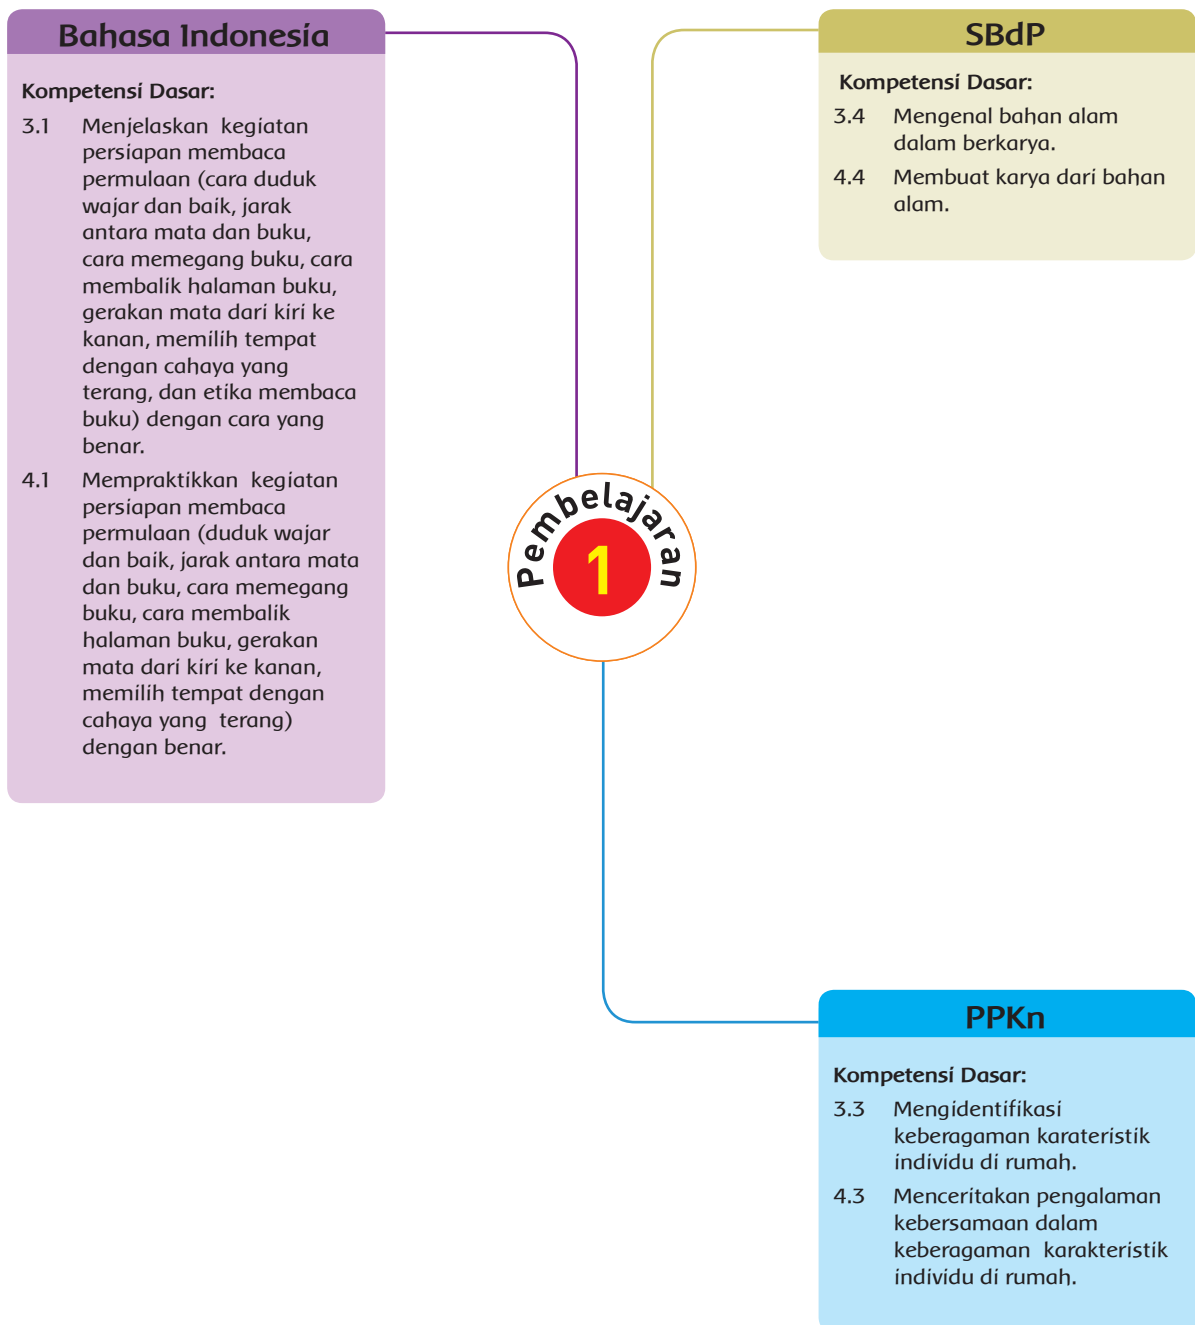 Bahasa Indonesia
Kompetensi Dasar:
3.1 Menjelaskan kegiatan
persiapan membaca
permulaan (cara duduk
wajar dan baik, jarak
antara mata dan buku,
cara memegang buku, cara
membalik halaman buku,
gerakan mata dari kiri ke
kanan, memilih tempat
dengan cahaya yang
terang, dan etika membaca
buku) dengan cara yang
benar.
4.1 Mempraktikkan kegiatan
persiapan membaca
permulaan (duduk wajar
dan baik, jarak antara mata
dan buku, cara memegang
buku, cara membalik
halaman buku, gerakan
mata dari kiri ke kanan,
memilih tempat dengan
cahaya yang terang)
dengan benar.
SBdP
Kompetensi Dasar:
3.4 Mengenal bahan alam
dalam berkarya.
4.4 Membuat karya dari bahan
alam.
Pembelajaran
1
PPKn
Kompetensi Dasar:
3.3 Mengidentifikasi
keberagaman karateristik
individu di rumah.
4.3 Menceritakan pengalaman
kebersamaan dalam
keberagaman karakteristik
individu di rumah.